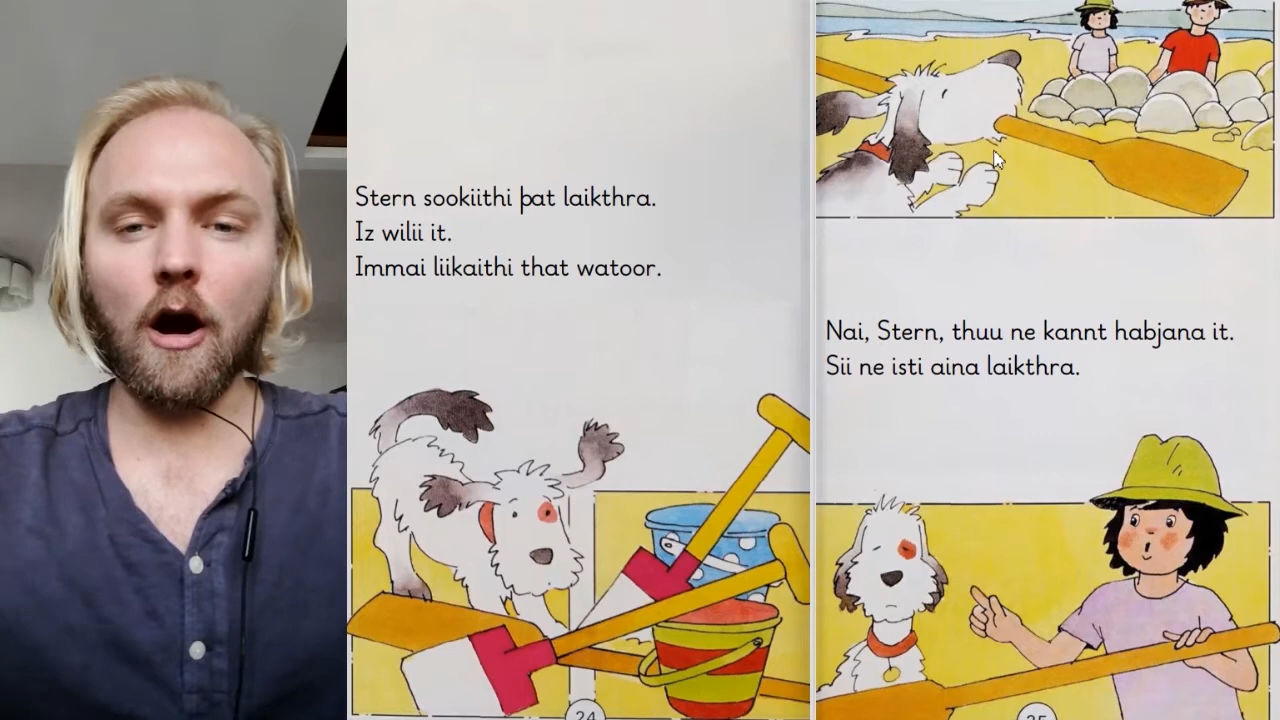 Stern sookiithi þat laikthra.
Iz wilii it.
Immai liikaithi that watoor.
Nai, Stern, thuu ne kannt habjana it.
Sii ne isti aina laikthra.